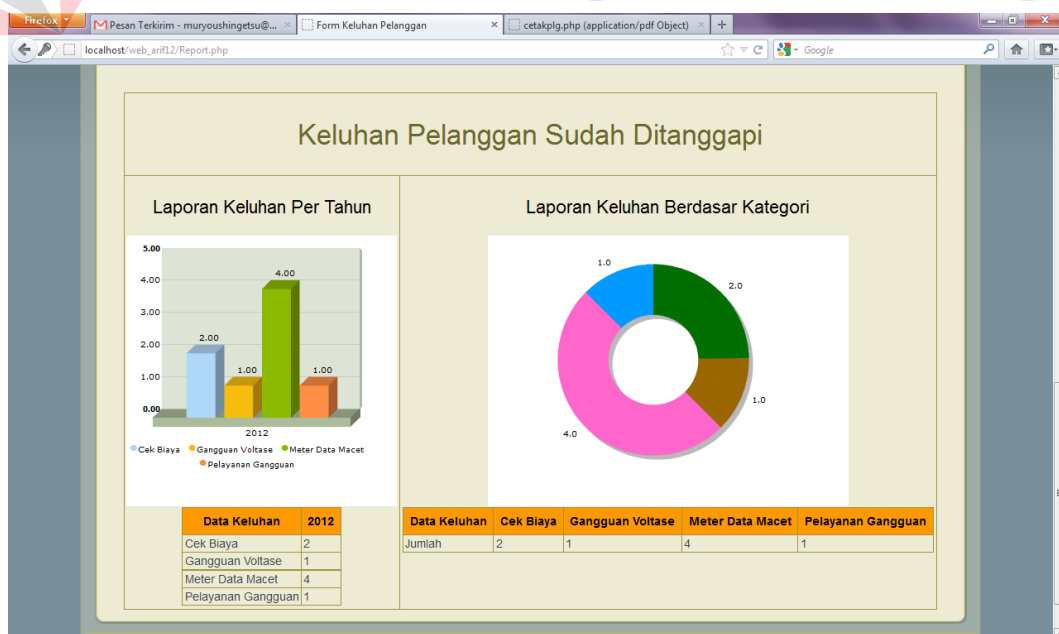 Firefox
Pesan Terkirim - muryoushingetsu@...
Form Keluhan Pelanggan
cetakplg.php (application/pdf Object)
localhost/web_arif12/Report.php
Google
Keluhan Pelanggan Sudah Ditanggapi
Laporan Keluhan Per Tahun
5.00
4.00
3.00
2.00
1.00
0.00
2.00
1.00
4.00
1.00
2012
Cek Biaya Gangguan Voltase Meter Data Macet
Pelayanan Gangguan
Data Keluhan 2012
Cek Biaya 2
Gangguan Voltase 1
Meter Data Macet 4
Pelayanan Gangguan 1
Laporan Keluhan Berdasar Kategori
1.0
2.0
1.0
4.0
Data Keluhan Cek Biaya Gangguan Voltase Meter Data Macet Pelayanan Gangguan
Jumlah 2 1 4 1